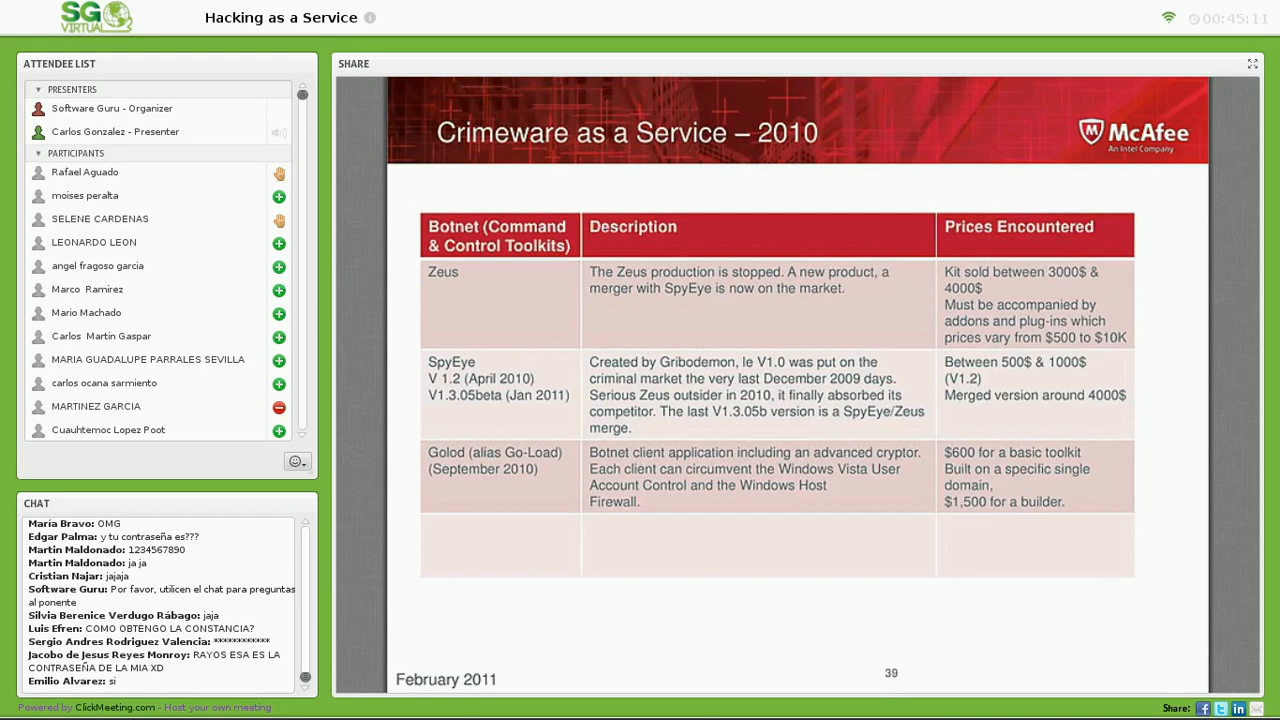 SG
VIRTUAL
Hacking as a Service
00:45:11
ATTENDEE LIST
PRESENTERS
Software Guru - Organizer
Carlos Gonzalez - Presenter
PARTICIPANTS
Rafael Aguado
moises peralta
SELENE CARDENAS
LEONARDO LEON
angel fragoso garcia
Marco Ramirez
Mario Machado
Carlos Martin Gaspar
MARIA GUADALUPE PARRALES SEVILLA
carlos ocana sarmiento
MARTINEZ GARCIA
Cuauhtemoc Lopez Poot
CHAT
María Bravo: OMG
Edgar Palma: y tu contraseña es???
Martin Maldonado: 1234567890
Martin Maldonado: ja ja
Cristian Najar: jajaja
Software Guru: Por favor, utilicen el chat para preguntas
al ponente
Silvia Berenice Verdugo Rábago: jaja
Luis Efren: COMO OBTENGO LA CONSTANCIA?
Sergio Andres Rodriguez Valencia: ************
Jacobo de Jesus Reyes Monroy: RAYOS ESA ES LA
CONTRASEÑA DE LA MIA XD
Emilio Alvarez: si
SHARE
Crimeware as a Service – 2010
McAfee
An Intel Company
Botnet (Command
& Control Toolkits)
Description
Prices Encountered
Zeus
The Zeus production is stopped. A new product, a
merger with SpyEye is now on the market.
Kit sold between 3000$ &
4000$
Must be accompanied by
addons and plug-ins which
prices vary from $500 to $10K
SpyEye
V 1.2 (April 2010)
V1.3.05beta (Jan 2011)
Created by Gribodemon, le V1.0 was put on the
criminal market the very last December 2009 days.
Serious Zeus outsider in 2010, it finally absorbed its
competitor. The last V1.3.05b version is a SpyEye/Zeus
merge.
Between 500$ & 1000$
(V1.2)
Merged version around 4000$
Golod (alias Go-Load)
(September 2010)
Botnet client application including an advanced cryptor.
Each client can circumvent the Windows Vista User
Account Control and the Windows Host
Firewall.
$600 for a basic toolkit
Built on a specific single
domain,
$1,500 for a builder.
February 2011
39
Powered by ClickMeeting.com - Host your own meeting
Share: